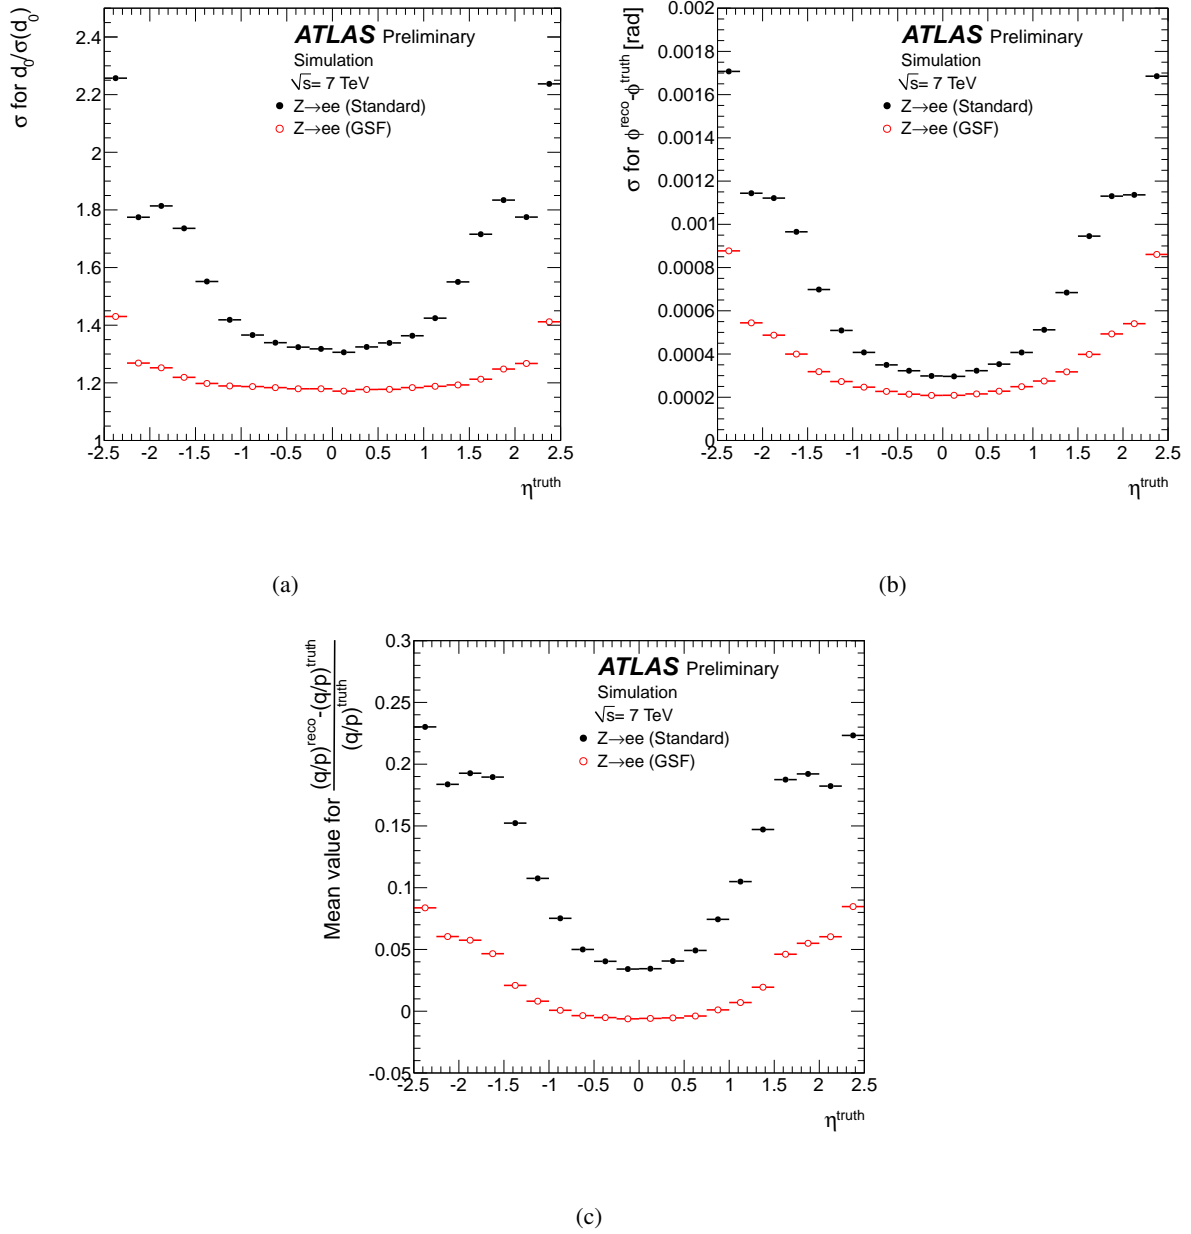 σ for d₀/σ(d₀)
2.4
2.2
2
1.8
1.6
1.4
1.2
1
ATLAS Preliminary
Simulation
√s= 7 TeV
Z→ee (Standard)
Z→ee (GSF)
-2.5 -2 -1.5 -1 -0.5 0 0.5 1 1.5 2 2.5
η^truth
(a)
σ for ϕ^reco-ϕ^truth [rad]
0.002
0.0018
0.0016
0.0014
0.0012
0.001
0.0008
0.0006
0.0004
0.0002
0
ATLAS Preliminary
Simulation
√s= 7 TeV
Z→ee (Standard)
Z→ee (GSF)
-2.5 -2 -1.5 -1 -0.5 0 0.5 1 1.5 2 2.5
η^truth
(b)
Mean value for (q/p)^reco-(q/p)^truth
(q/p)^truth
0.3
0.25
0.2
0.15
0.1
0.05
0
-0.05
ATLAS Preliminary
Simulation
√s= 7 TeV
Z→ee (Standard)
Z→ee (GSF)
-2.5 -2 -1.5 -1 -0.5 0 0.5 1 1.5 2 2.5
η^truth
(c)